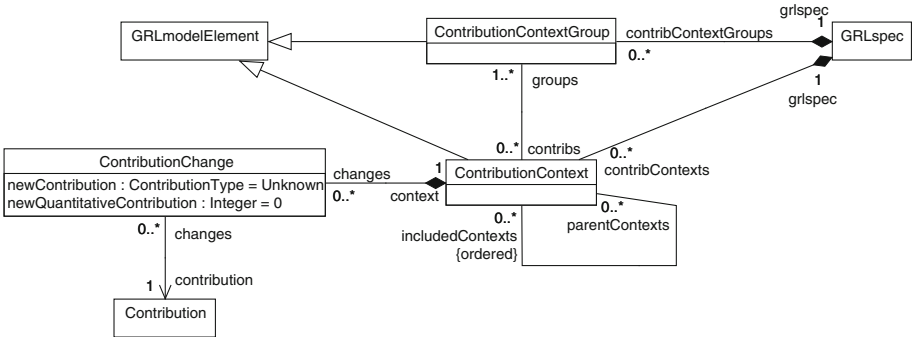 grlspec
GRLmodelElement
ContributionContextGroup
contribContextGroups
1
GRLspec
0..*
1..*
groups
1
grlspec
0..*
contribs
0..*
contribContexts
ContributionChange
newContribution : ContributionType = Unknown
newQuantitativeContribution : Integer = 0
changes
0..*
1
context
ContributionContext
0..*
includedContexts
{ordered}
0..*
parentContexts
0..*
changes
1
contribution
Contribution